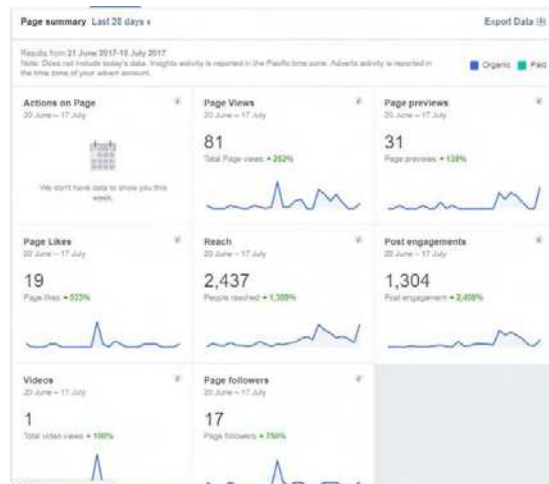 Page summary Last 28 days
Export Data
Results from 21 June 2017-18 July 2017
Note: Does not include today's data. Insights activity is reported in the Pacific time zone. Adverts activity is reported in
the time zone of your advert account.
Organic Paid
Actions on Page
20 June – 17 July
We don't have data to show you this
week.
Page Views
20 June – 17 July
81
Total Page views 252%
Page previews
20 June – 17 July
31
Page previews
Page Likes
20 June – 17 July
19
Page likes 533%
Reach
20 June – 17 July
2,437
People reached
Post engagements
20 June – 17 July
1,304
Post engagement
Videos
20 June – 17 July
1
Total video views 100%
Page followers
20 June – 17 July
17
Page followers 750%